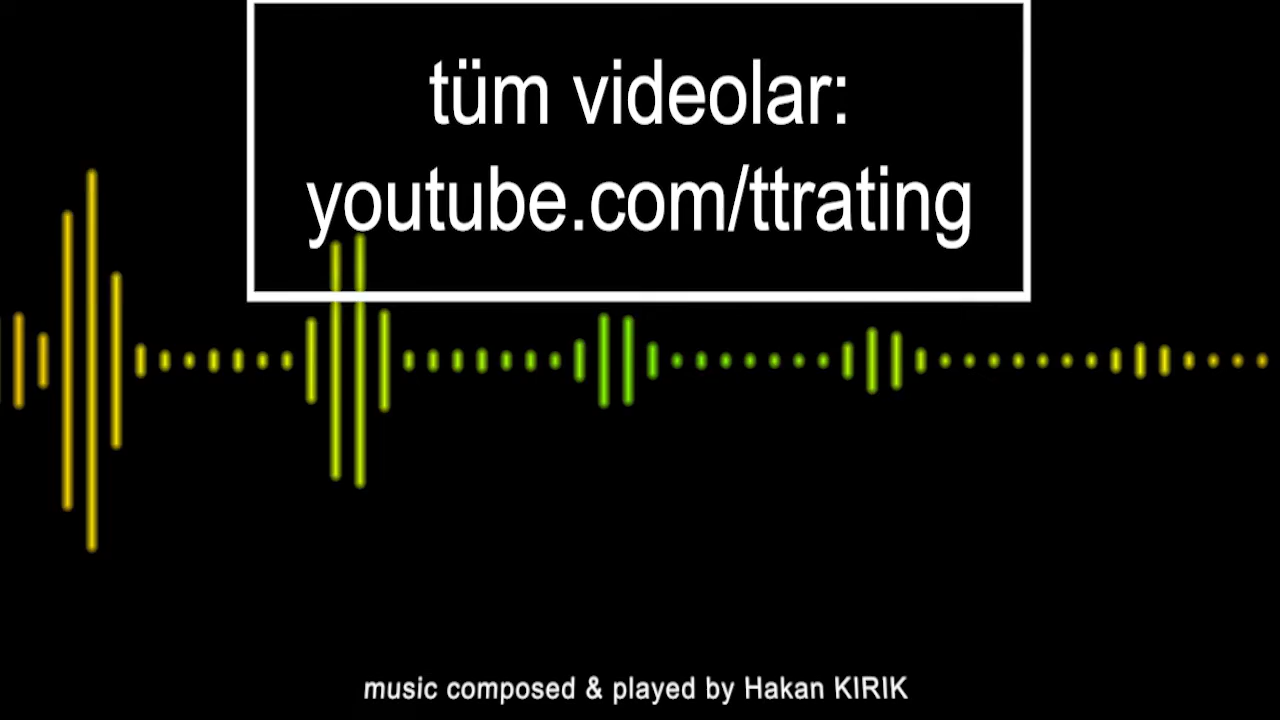 tüm videolar:
youtube.com/ttrating
music composed & played by Hakan KIRIK